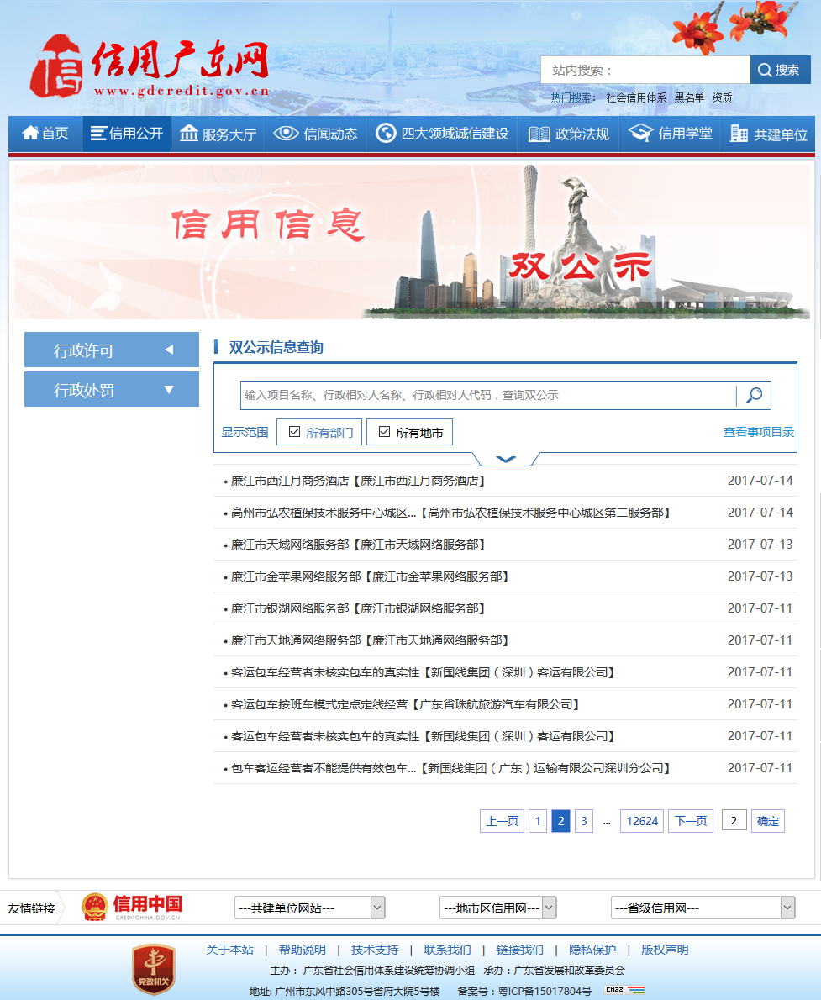 信用广东网
www.gdcredit.gov.cn
站内搜索：
搜索
热门搜索： 社会信用体系 黑名单 资质
首页 信用公开 服务大厅 信闻动态 四大领域诚信建设 政策法规 信用学堂 共建单位
信用信息
双公示
行政许可
行政处罚
双公示信息查询
输入项目名称、行政相对人名称、行政相对人代码，查询双公示
显示范围 所有部门 所有地市 查看事项目录
• 廉江市西江月商务酒店【廉江市西江月商务酒店】 2017-07-14
• 高州市弘农植保技术服务中心城区...【高州市弘农植保技术服务中心城区第二服务部】 2017-07-14
• 廉江市天域网络服务部【廉江市天域网络服务部】 2017-07-13
• 廉江市金苹果网络服务部【廉江市金苹果网络服务部】 2017-07-13
• 廉江市银湖网络服务部【廉江市银湖网络服务部】 2017-07-11
• 廉江市天地通网络服务部【廉江市天地通网络服务部】 2017-07-11
• 客运包车经营者未核实包车的真实性【新国线集团（深圳）客运有限公司】 2017-07-11
• 客运包车按班车模式定点定线经营【广东省珠航旅游汽车有限公司】 2017-07-11
• 客运包车经营者未核实包车的真实性【新国线集团（深圳）客运有限公司】 2017-07-11
• 包车客运经营者不能提供有效包车...【新国线集团（广东）运输有限公司深圳分公司】 2017-07-11
上一页 1 2 3 ... 12624 下一页 2 确定
友情链接 信用中国 ---共建单位网站--- ---地市区信用网--- ---省级信用网---
CREDITCHINA.GOV.CN
关于本站 | 帮助说明 | 技术支持 | 联系我们 | 链接我们 | 隐私保护 | 版权声明
党政机关
主办： 广东省社会信用体系建设统筹协调小组 承办：广东省发展和改革委员会
地址: 广州市东风中路305号省府大院5号楼 备案号：粤ICP备15017804号 CNZZ